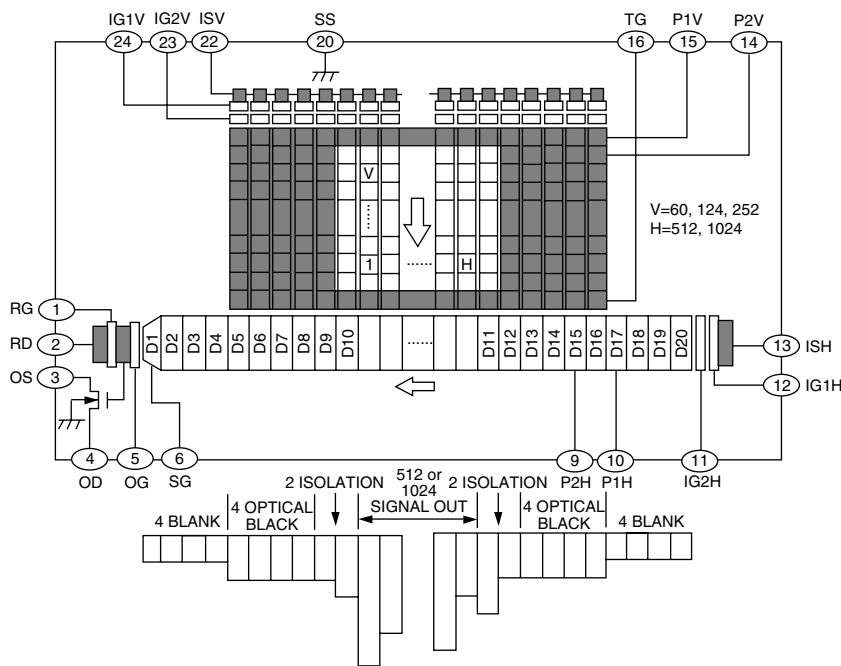 IG1V IG2V ISV SS TG P1V P2V
24 23 22 20 16 15 14
V
1 ...... H
V=60, 124, 252
H=512, 1024
RG 1
RD 2
OS 3
D1 D2 D3 D4 D5 D6 D7 D8 D9 D10 ...... D11 D12 D13 D14 D15 D16 D17 D18 D19 D20
13 ISH
12 IG1H
4 5 6 9 10 11
OD OG SG P2H P1H IG2H
4 BLANK
4 OPTICAL
BLACK
2 ISOLATION
512 or
1024
SIGNAL OUT
2 ISOLATION
4 OPTICAL
BLACK
4 BLANK